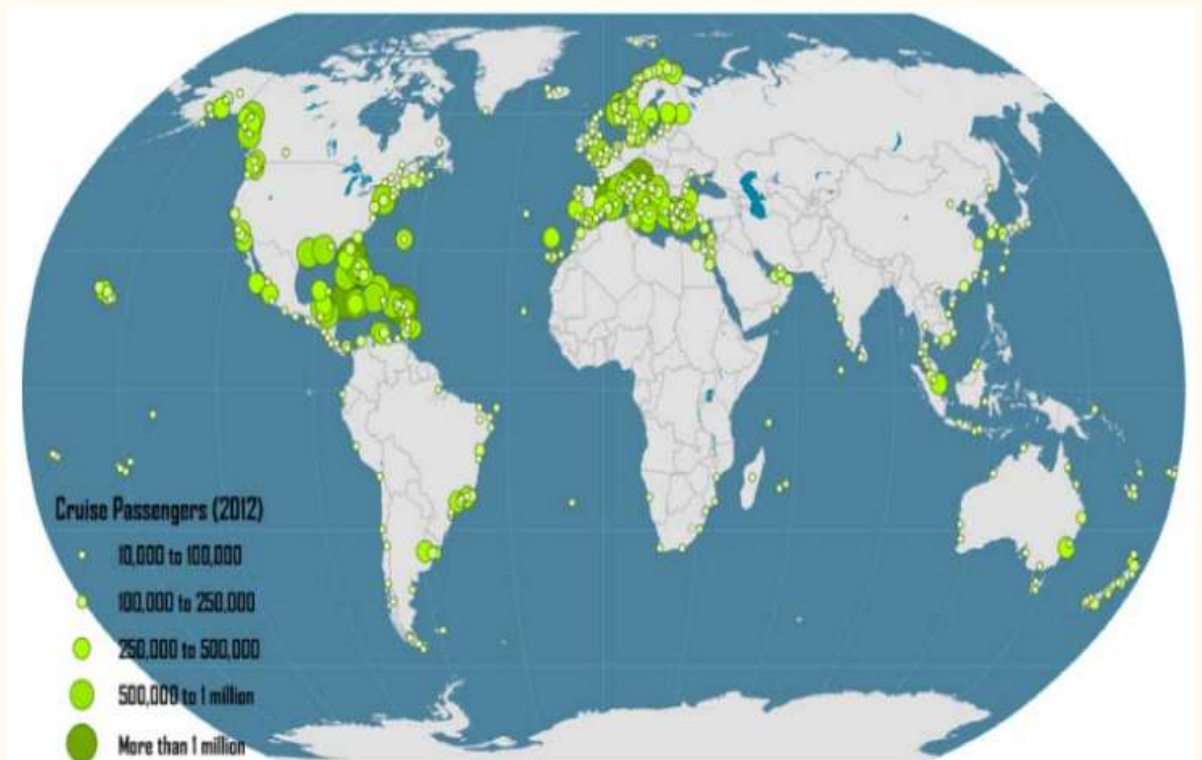 Cruise Passengers (2012)
10,000 to 100,000
100,000 to 250,000
250,000 to 500,000
500,000 to 1 million
More than 1 million